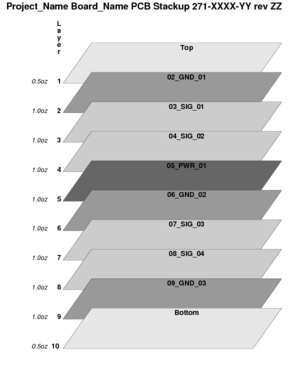 Project_Name Board_Name PCB Stackup 271-XXXX-YY rev ZZ
Layer
Top
0.5oz 1
02_GND_01
1.0oz 2
03_SIG_01
1.0oz 3
04_SIG_02
1.0oz 4
05_PWR_01
1.0oz 5
06_GND_02
1.0oz 6
07_SIG_03
1.0oz 7
08_SIG_04
1.0oz 8
09_GND_03
1.0oz 9
Bottom
0.5oz 10